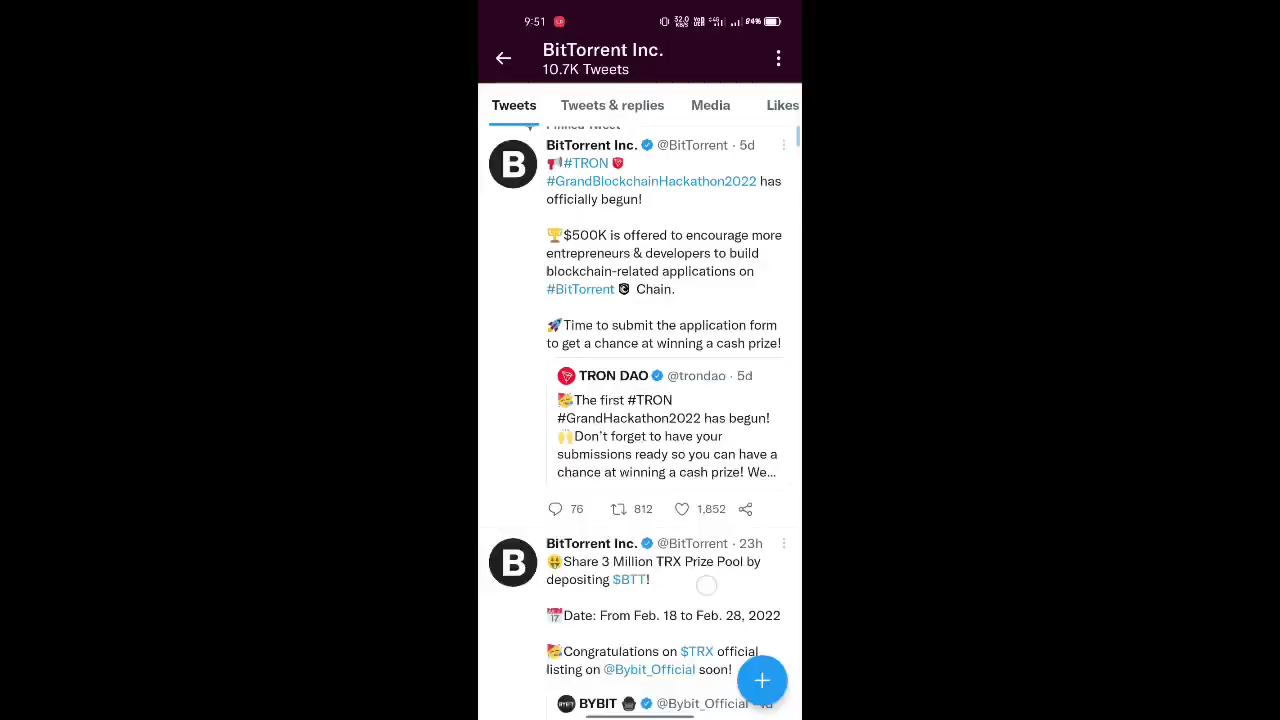 9:51 32.0 KB/S 84%
BitTorrent Inc.
10.7K Tweets
Tweets Tweets & replies Media Likes
Pinned Tweet
BitTorrent Inc. @BitTorrent · 5d
#TRON
#GrandBlockchainHackathon2022 has
officially begun!
$500K is offered to encourage more
entrepreneurs & developers to build
blockchain-related applications on
#BitTorrent Chain.
Time to submit the application form
to get a chance at winning a cash prize!
TRON DAO @trondao · 5d
The first #TRON
#GrandHackathon2022 has begun!
Don't forget to have your
submissions ready so you can have a
chance at winning a cash prize! We...
76 812 1,852
BitTorrent Inc. @BitTorrent · 23h
Share 3 Million TRX Prize Pool by
depositing $BTT!
Date: From Feb. 18 to Feb. 28, 2022
Congratulations on $TRX official
listing on @Bybit_Official soon!
BYBIT @Bybit_Official